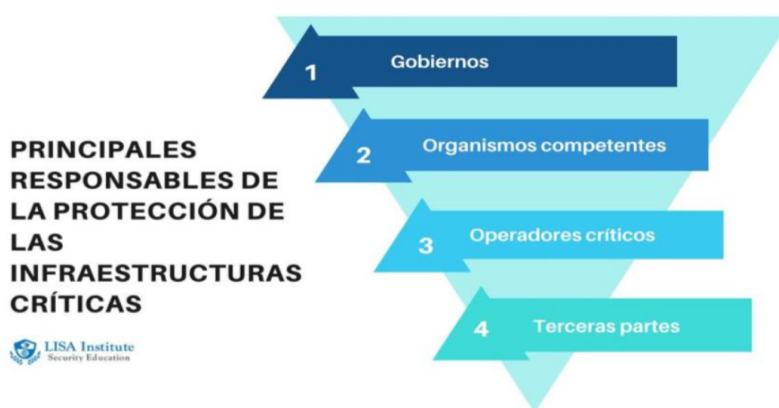 PRINCIPALES
RESPONSABLES DE
LA PROTECCIÓN DE
LAS
INFRAESTRUCTURAS
CRÍTICAS
LISA Institute
Security Education
1 Gobiernos
2 Organismos competentes
3 Operadores críticos
4 Terceras partes